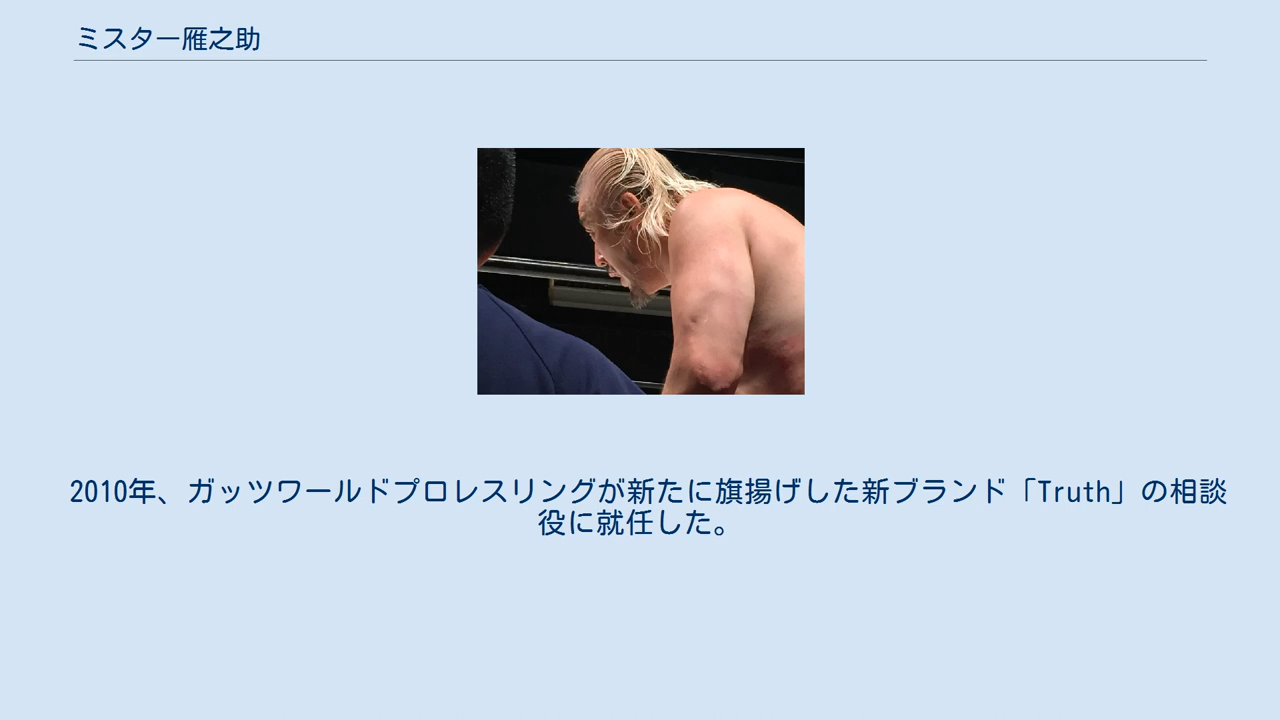 ミスター雁之助
2010年、ガッツワールドプロレスリングが新たに旗揚げした新ブランド「Truth」の相談
役に就任した。